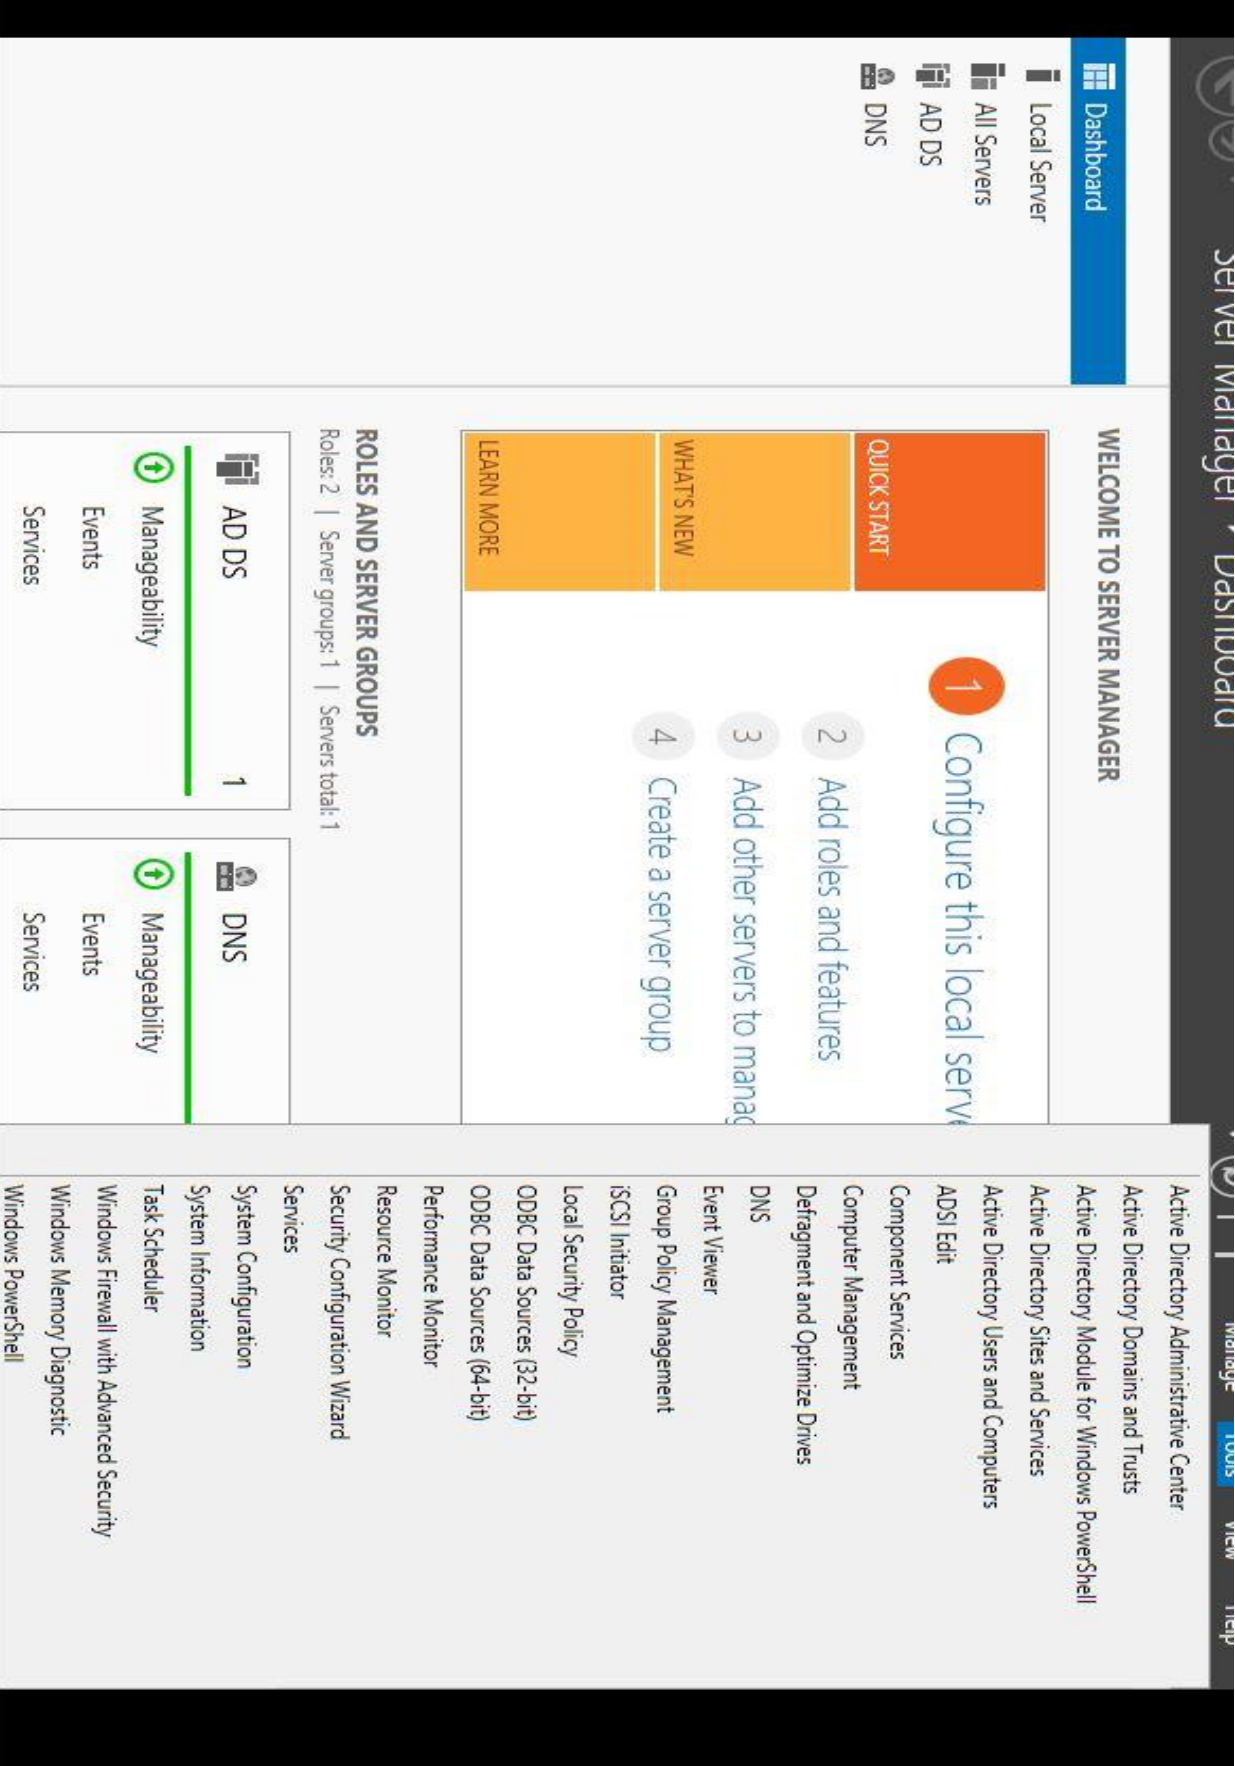 Server Manager › Dashboard
Manage Tools View Help
Dashboard
Local Server
All Servers
AD DS
DNS
WELCOME TO SERVER MANAGER
QUICK START
WHAT'S NEW
LEARN MORE
1 Configure this local serve
2 Add roles and features
3 Add other servers to manag
4 Create a server group
ROLES AND SERVER GROUPS
Roles: 2 | Server groups: 1 | Servers total: 1
AD DS 1
Manageability
Events
Services
DNS
Manageability
Events
Services
Active Directory Administrative Center
Active Directory Domains and Trusts
Active Directory Module for Windows PowerShell
Active Directory Sites and Services
Active Directory Users and Computers
ADSI Edit
Component Services
Computer Management
Defragment and Optimize Drives
DNS
Event Viewer
Group Policy Management
iSCSI Initiator
Local Security Policy
ODBC Data Sources (32-bit)
ODBC Data Sources (64-bit)
Performance Monitor
Resource Monitor
Security Configuration Wizard
Services
System Configuration
System Information
Task Scheduler
Windows Firewall with Advanced Security
Windows Memory Diagnostic
Windows PowerShell